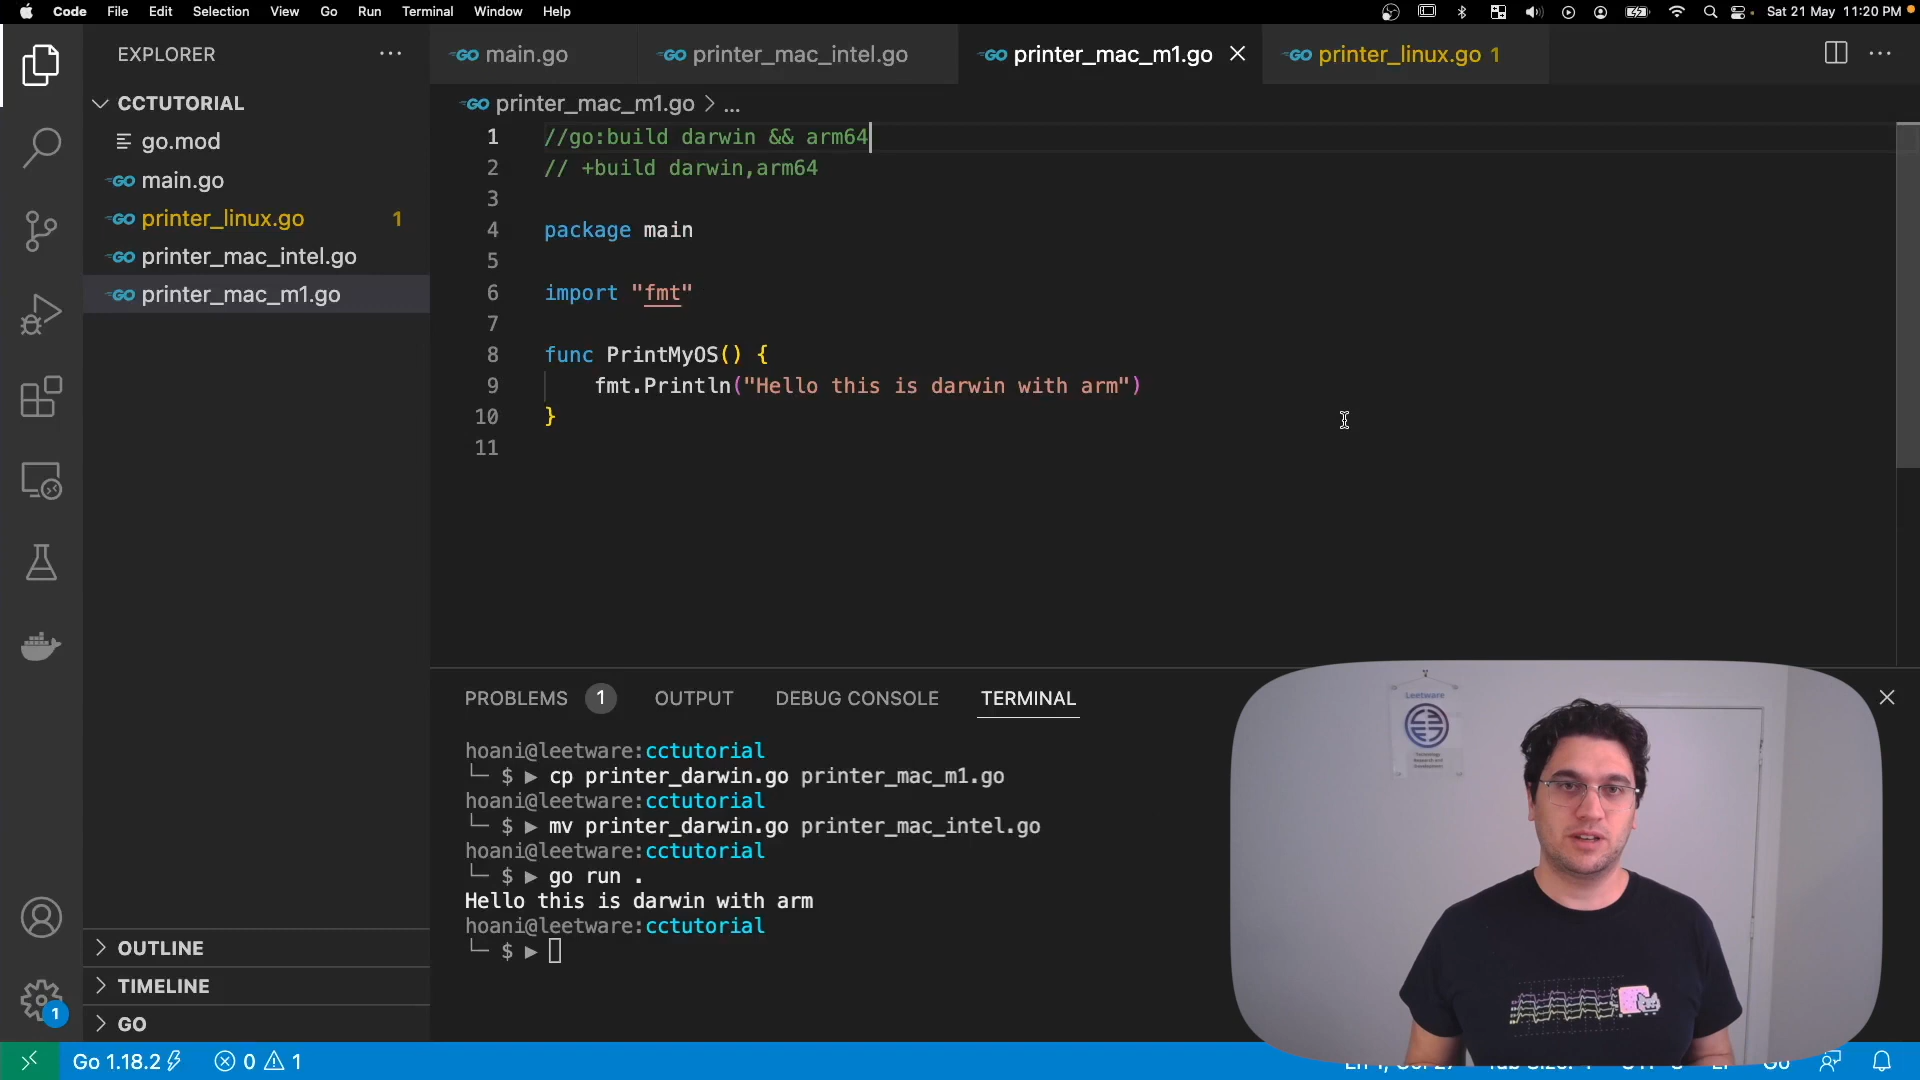 Code File Edit Selection View Go Run Terminal Window Help Sat 21 May 11:20 PM
EXPLORER
main.go printer_mac_intel.go printer_mac_m1.go printer_linux.go 1
CCTUTORIAL
go.mod
main.go
printer_linux.go 1
printer_mac_intel.go
printer_mac_m1.go
printer_mac_m1.go > ...
1 //go:build darwin && arm64
2 // +build darwin,arm64
3
4 package main
5
6 import "fmt"
7
8 func PrintMyOS() {
9 fmt.Println("Hello this is darwin with arm")
10 }
11
PROBLEMS 1 OUTPUT DEBUG CONSOLE TERMINAL
hoani@leetware:cctutorial
└─ $ ▶ cp printer_darwin.go printer_mac_m1.go
hoani@leetware:cctutorial
└─ $ ▶ mv printer_darwin.go printer_mac_intel.go
hoani@leetware:cctutorial
└─ $ ▶ go run .
Hello this is darwin with arm
hoani@leetware:cctutorial
└─ $ ▶
Leetware
Technology
Research and
Development
OUTLINE
TIMELINE
GO
1
Go 1.18.2 0 1